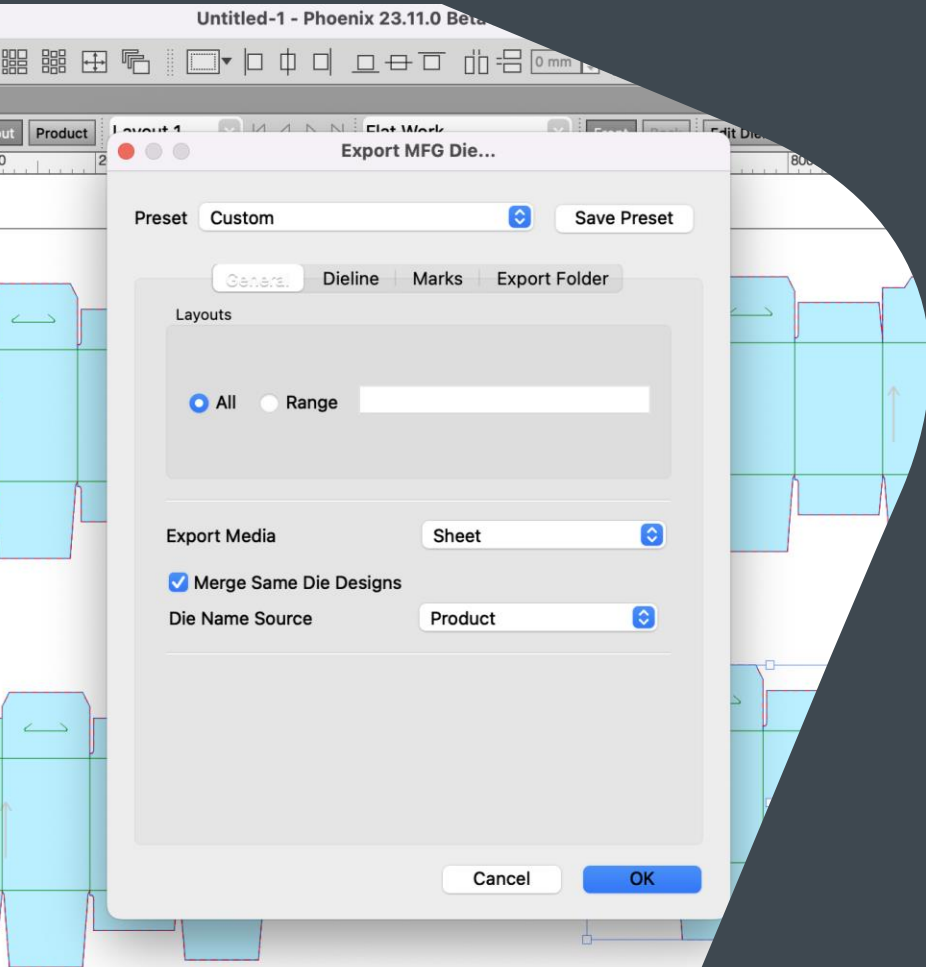 Untitled-1 - Phoenix 23.11.0 Beta
0 mm
Product
Layout 1
Flat Work
Front
Back
Edit Die
Export MFG Die...
Preset
Custom
Save Preset
General
Dieline
Marks
Export Folder
Layouts
All
Range
Export Media
Sheet
Merge Same Die Designs
Die Name Source
Product
Cancel
OK